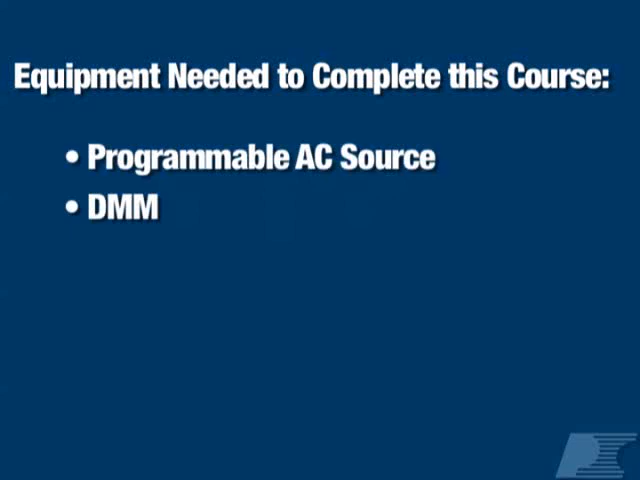 Equipment Needed to Complete this Course:
• Programmable AC Source
• DMM